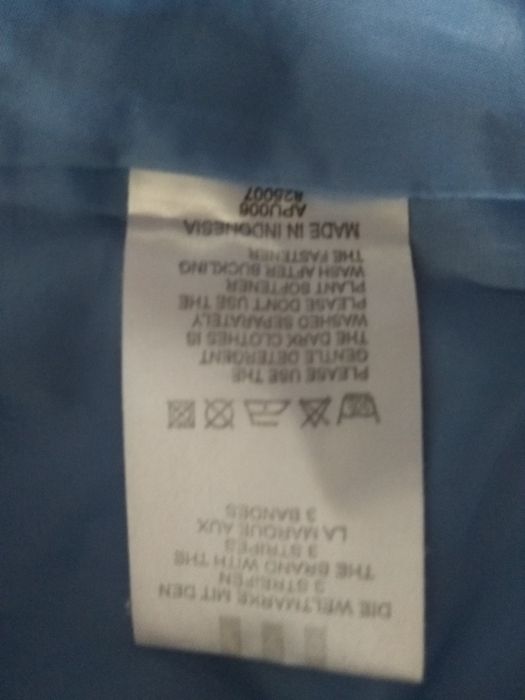 DIE WELTMARKE MIT DEN
3 STREIFEN
THE BRAND WITH THE
3 STRIPES
LA MARQUE AUX
3 BANDES
PLEASE USE THE
GENTLE DETERGENT
THE DARK CLOTHES IS
WASHED SEPARATELY
PLEASE DON'T USE THE
PLANT SOFTENER
WASH AFTER BUCKLING
THE FASTENER
MADE IN INDONESIA
APU006
825007